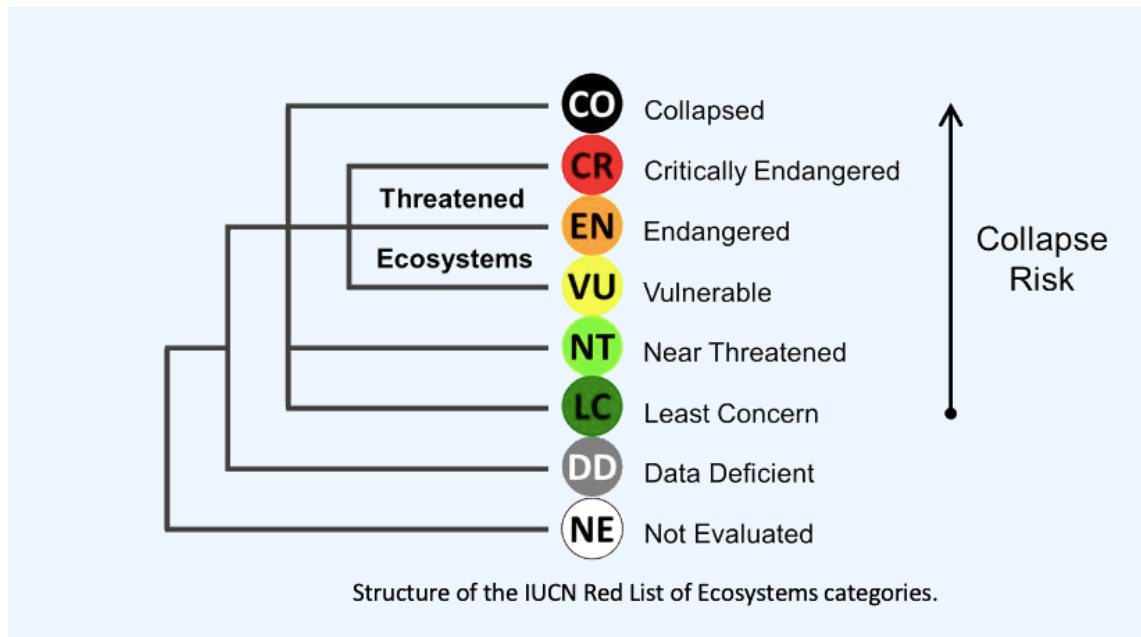 CO Collapsed
CR Critically Endangered
Threatened
EN Endangered
Ecosystems
VU Vulnerable
NT Near Threatened
LC Least Concern
DD Data Deficient
NE Not Evaluated
Collapse
Risk
Structure of the IUCN Red List of Ecosystems categories.